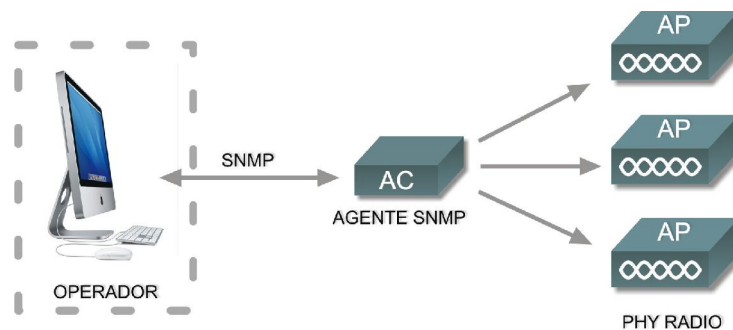 OPERADOR
SNMP
AC
AGENTE SNMP
AP
AP
AP
PHY RADIO